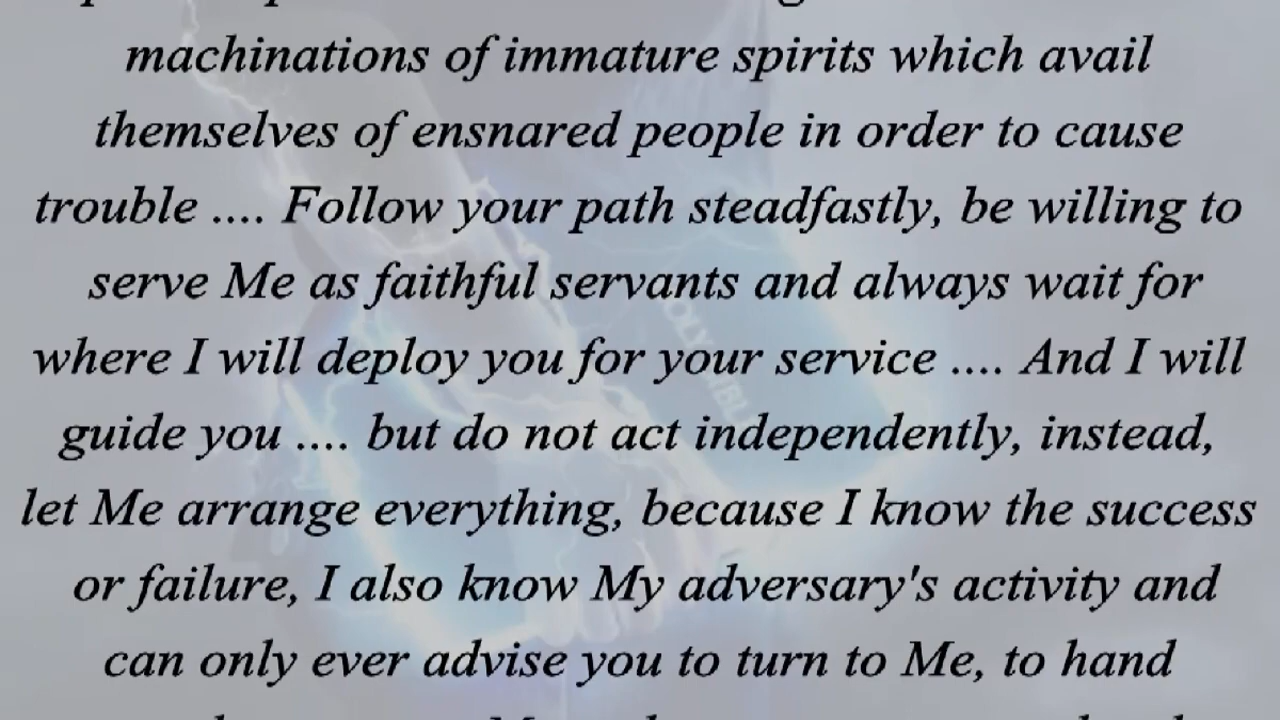 machinations of immature spirits which avail
themselves of ensnared people in order to cause
trouble .... Follow your path steadfastly, be willing to
serve Me as faithful servants and always wait for
where I will deploy you for your service .... And I will
guide you .... but do not act independently, instead,
let Me arrange everything, because I know the success
or failure, I also know My adversary's activity and
can only ever advise you to turn to Me, to hand
HOLY BIBLE